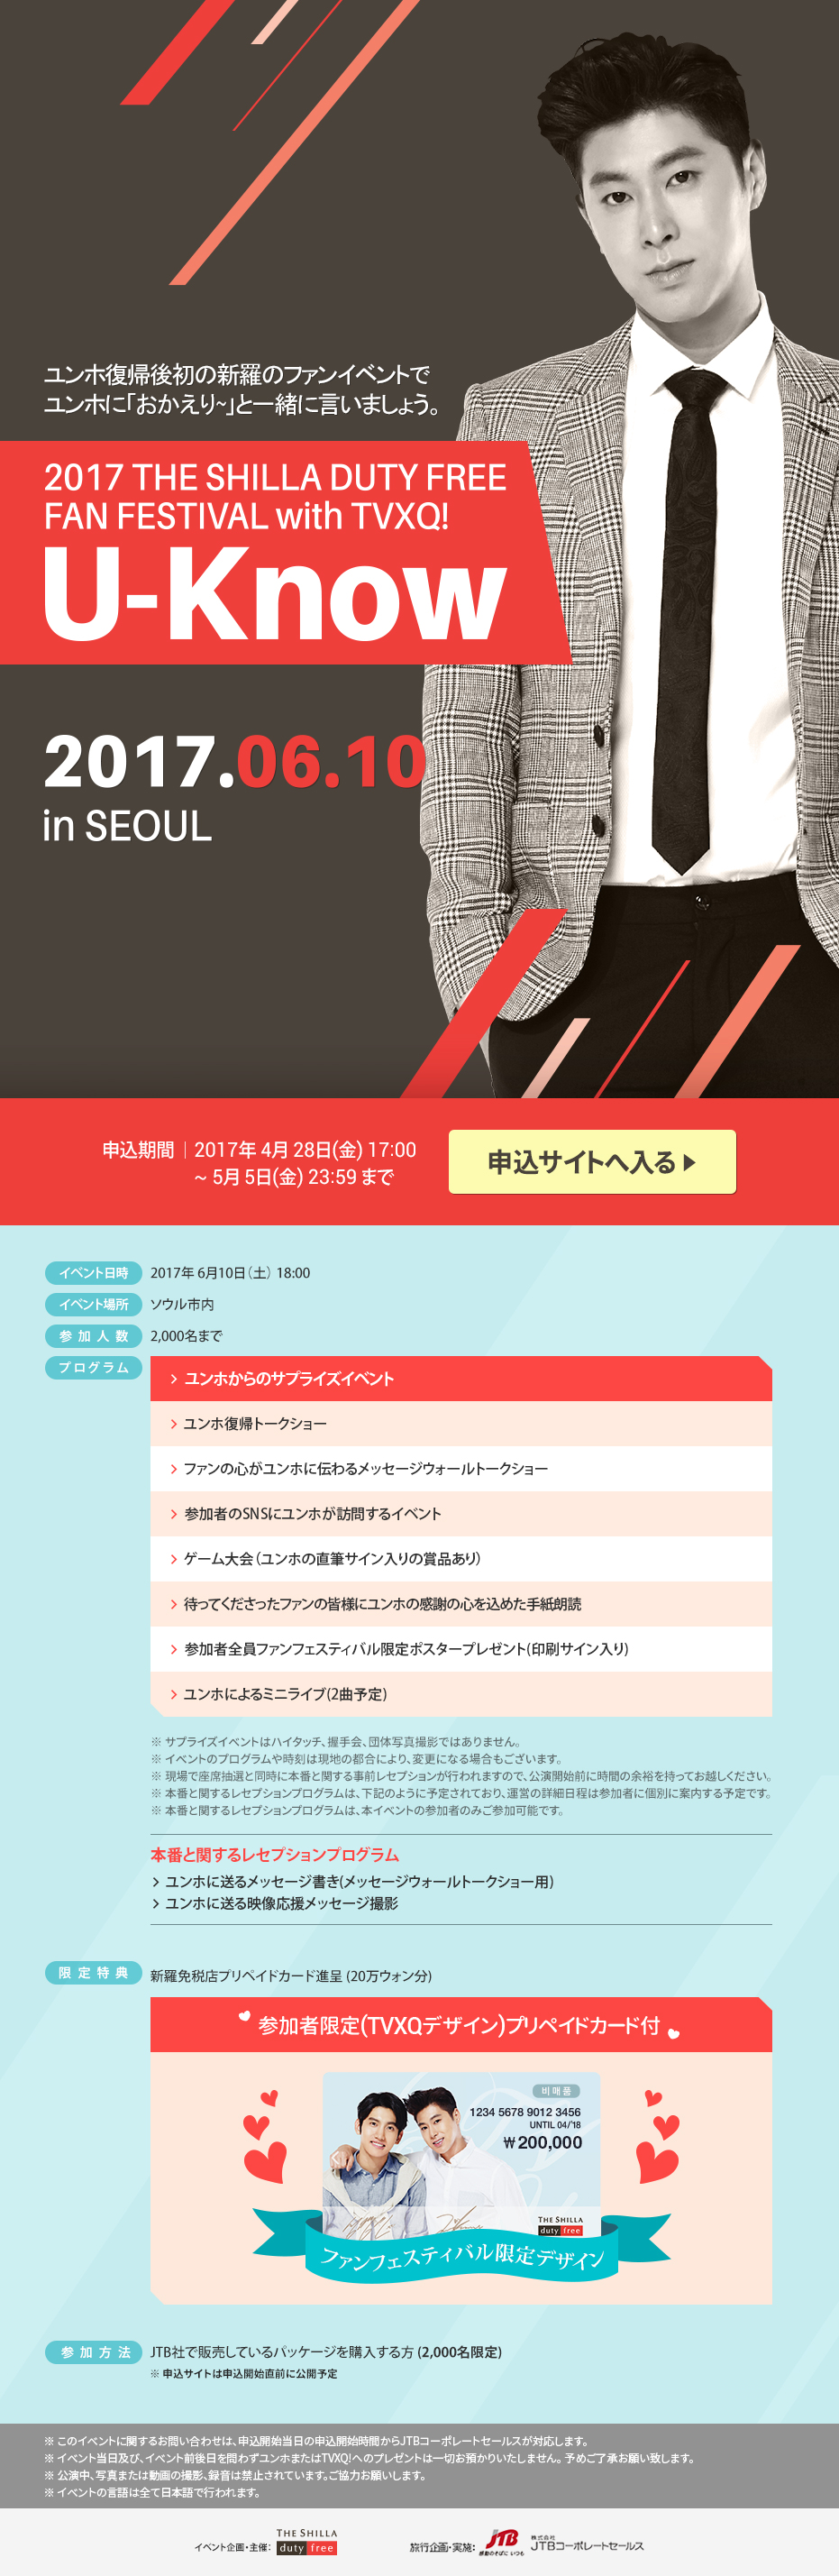 ユンホ復帰後初の新羅のファンイベントで
ユンホに「おかえり~」と一緒に言いましょう。
2017 THE SHILLA DUTY FREE
FAN FESTIVAL with TVXQ!
U-Know
2017.06.10
in SEOUL
申込期間 | 2017年 4月 28日(金) 17:00
~ 5月 5日(金) 23:59 まで
申込サイトへ入る ▶
イベント日時 2017年 6月10日（土） 18:00
イベント場所 ソウル市内
参加人数 2,000名まで
プログラム
> ユンホからのサプライズイベント
> ユンホ復帰トークショー
> ファンの心がユンホに伝わるメッセージウォールトークショー
> 参加者のSNSにユンホが訪問するイベント
> ゲーム大会（ユンホの直筆サイン入りの賞品あり）
> 待ってくださったファンの皆様にユンホの感謝の心を込めた手紙朗読
> 参加者全員ファンフェスティバル限定ポスタープレゼント(印刷サイン入り)
> ユンホによるミニライブ(2曲予定)
※ サプライズイベントはハイタッチ、握手会、団体写真撮影ではありません。
※ イベントのプログラムや時刻は現地の都合により、変更になる場合もございます。
※ 現場で座席抽選と同時に本番と関する事前レセプションが行われますので、公演開始前に時間の余裕を持ってお越しください。
※ 本番と関するレセプションプログラムは、下記のように予定されており、運営の詳細日程は参加者に個別に案内する予定です。
※ 本番と関するレセプションプログラムは、本イベントの参加者のみご参加可能です。
本番と関するレセプションプログラム
> ユンホに送るメッセージ書き(メッセージウォールトークショー用)
> ユンホに送る映像応援メッセージ撮影
限定特典 新羅免税店プリペイドカード進呈 (20万ウォン分)
参加者限定(TVXQデザイン)プリペイドカード付
비매품
1234 5678 9012 3456
UNTIL 04/'18
₩200,000
THE SHILLA
duty free
ファンフェスティバル限定デザイン
参加方法 JTB社で販売しているパッケージを購入する方 (2,000名限定)
※ 申込サイトは申込開始直前に公開予定
※ このイベントに関するお問い合わせは、申込開始当日の申込開始時間からJTBコーポレートセールスが対応します。
※ イベント当日及び、イベント前後日を問わずユンホまたはTVXQ!へのプレゼントは一切お預かりいたしません。 予めご了承お願い致します。
※ 公演中、写真または動画の撮影、録音は禁止されています。ご協力お願いします。
※ イベントの言語は全て日本語で行われます。
イベント企画・主催: THE SHILLA duty free
旅行企画・実施: JTB 感動のそばに いつも 株式会社 JTBコーポレートセールス